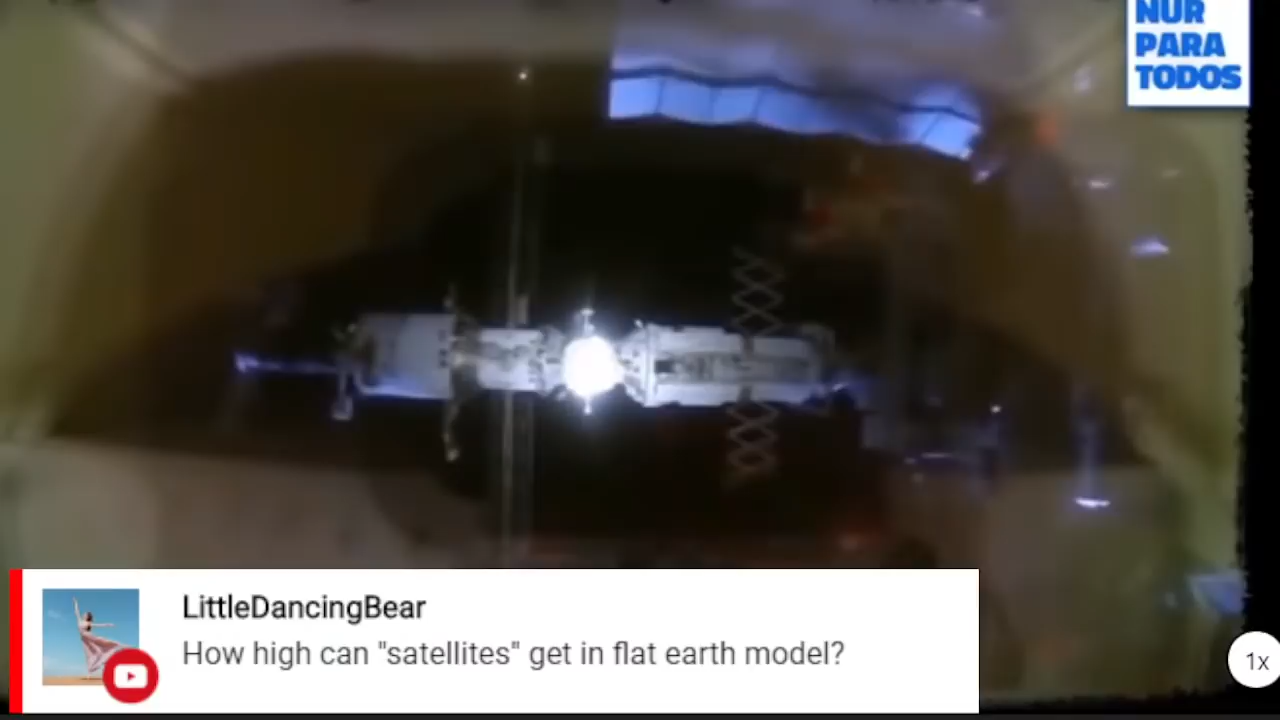 NUR
PARA
TODOS
LittleDancingBear
How high can "satellites" get in flat earth model?
1x